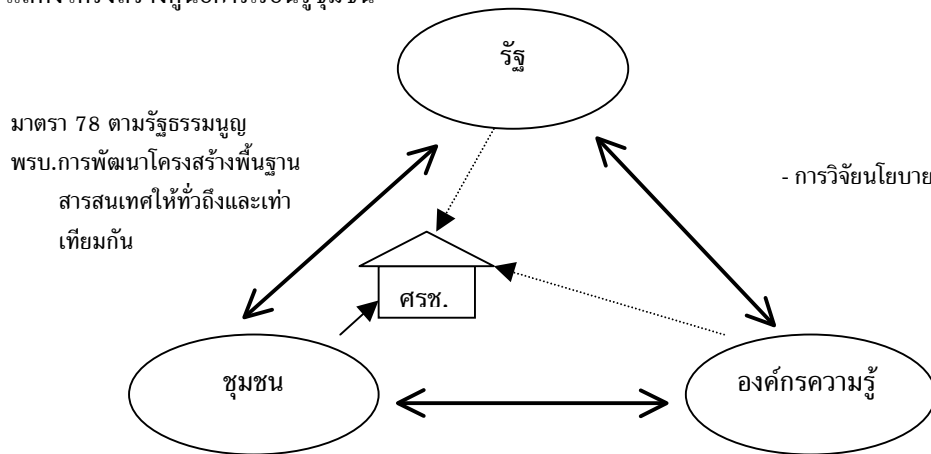 รัฐ
มาตรา 78 ตามรัฐธรรมนูญ
พรบ.การพัฒนาโครงสร้างพื้นฐาน
สารสนเทศให้ทั่วถึงและเท่า
เทียมกัน
- การวิจัยนโยบาย
ศรช.
ชุมชน
องค์กรความรู้